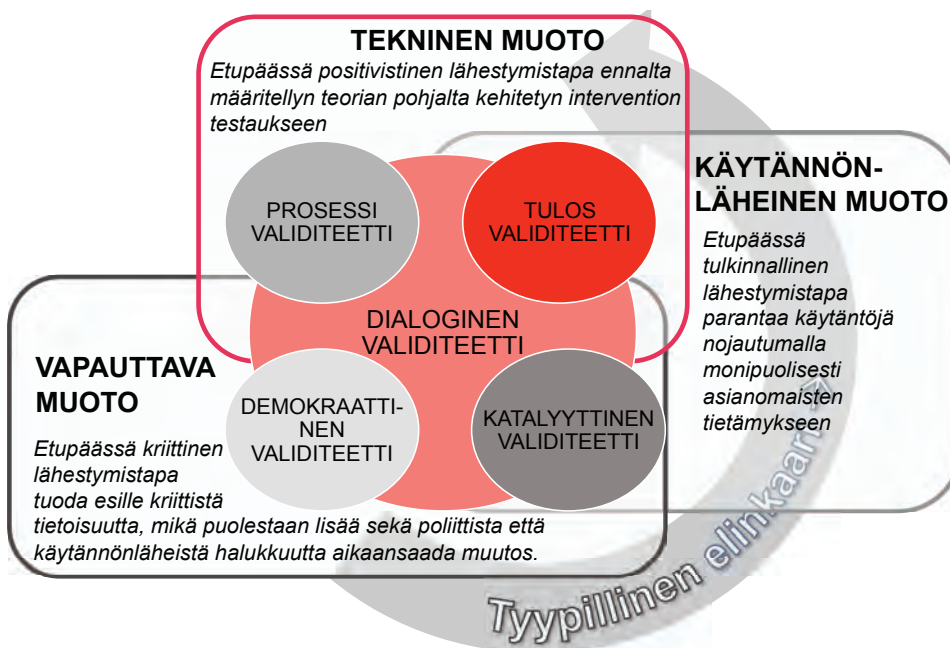 TEKNINEN MUOTO
Etupäässä positivistinen lähestymistapa ennalta
määritellyn teorian pohjalta kehitetyn intervention
testaukseen
KÄYTÄNNÖN-
LÄHEINEN MUOTO
Etupäässä
tulkinnallinen
lähestymistapa
parantaa käytäntöjä
nojautumalla
monipuolisesti
asianomaisten
tietämykseen
PROSESSI
VALIDITEETTI
TULOS
VALIDITEETTI
DIALOGINEN
VALIDITEETTI
DEMOKRAATTI-
NEN
VALIDITEETTI
KATALYYTTINEN
VALIDITEETTI
VAPAUTTAVA
MUOTO
Etupäässä kriittinen
lähestymistapa
tuoda esille kriittistä
tietoisuutta, mikä puolestaan lisää sekä poliittista että
käytännönläheistä halukkuutta aikaansaada muutos.
Tyypillinen elinkaari ->